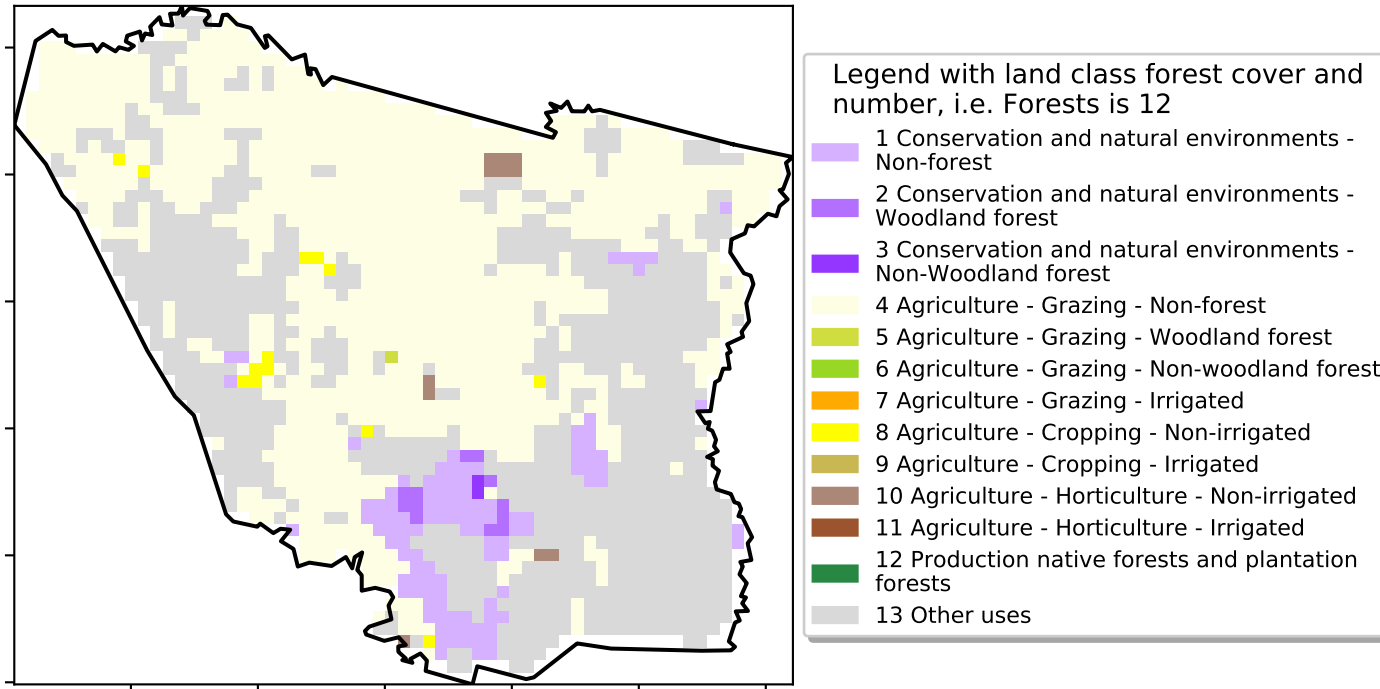 Legend with land class forest cover and
number, i.e. Forests is 12
1 Conservation and natural environments -
Non-forest
2 Conservation and natural environments -
Woodland forest
3 Conservation and natural environments -
Non-Woodland forest
4 Agriculture - Grazing - Non-forest
5 Agriculture - Grazing - Woodland forest
6 Agriculture - Grazing - Non-woodland forest
7 Agriculture - Grazing - Irrigated
8 Agriculture - Cropping - Non-irrigated
9 Agriculture - Cropping - Irrigated
10 Agriculture - Horticulture - Non-irrigated
11 Agriculture - Horticulture - Irrigated
12 Production native forests and plantation
forests
13 Other uses